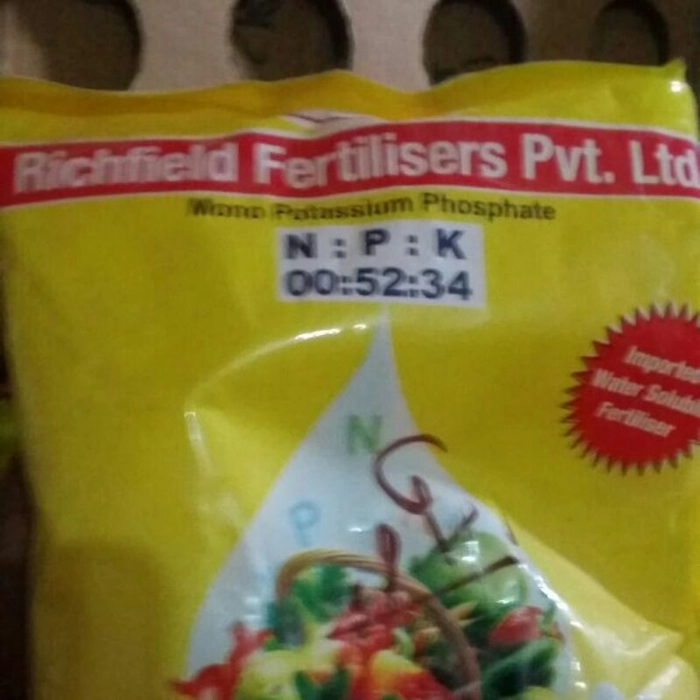 Richfield Fertilisers Pvt. Ltd
Mono Potassium Phosphate
N : P : K
00:52:34
Imported
Water Soluble
Fertiliser
N
P